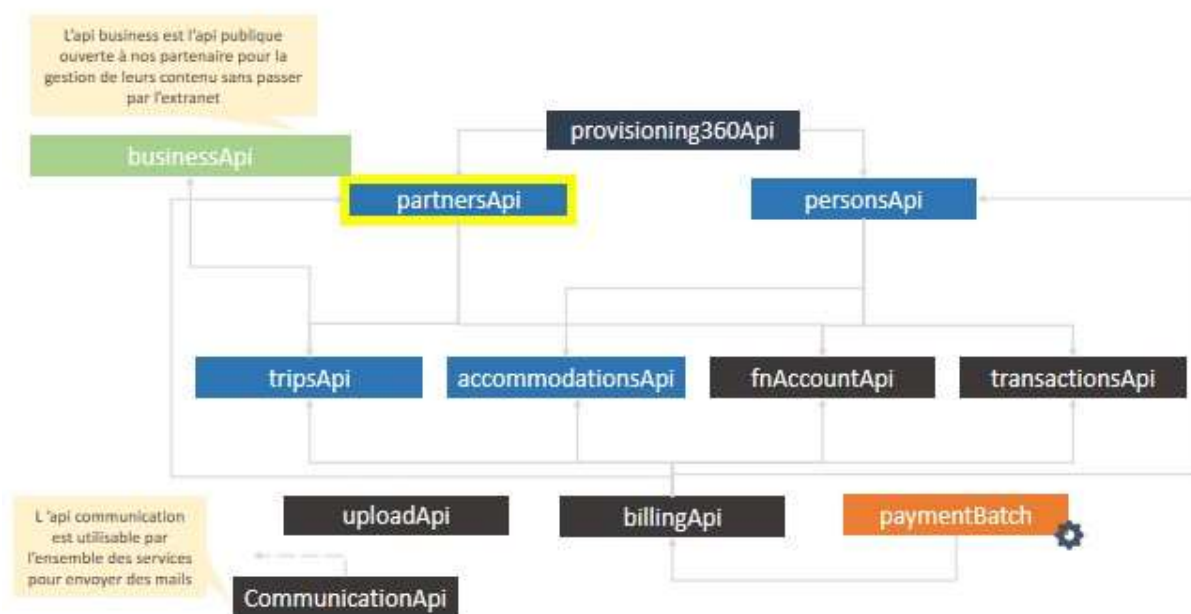 L'api business est l'api publique
ouverte à nos partenaire pour la
gestion de leurs contenu sans passer
par l'extranet
provisioning360Api
businessApi
partnersApi
personsApi
tripsApi
accommodationsApi
fnAccountApi
transactionsApi
L 'api communication
est utilisable par
l'ensemble des services
pour envoyer des mails
uploadApi
billingApi
paymentBatch
CommunicationApi